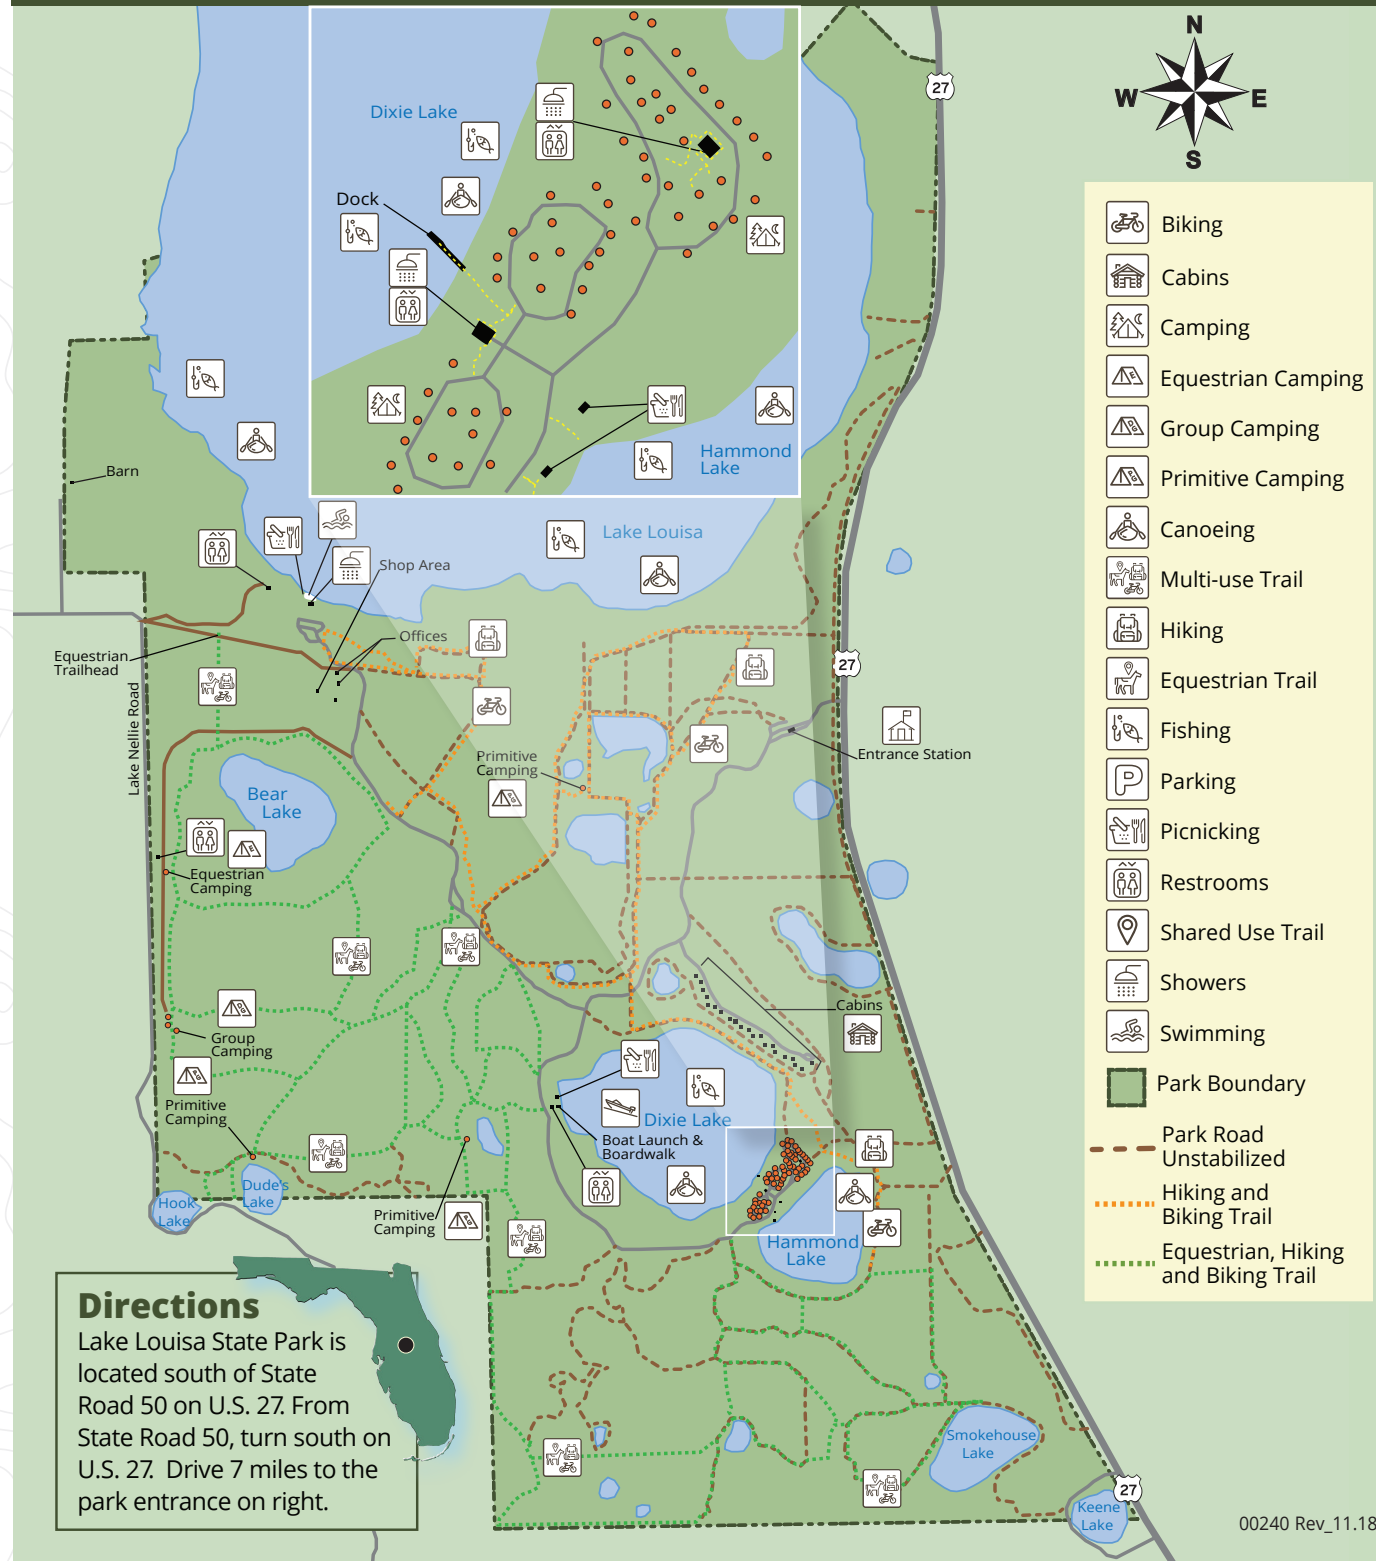 N
W
E
S
27
Dixie Lake
Dock
Hammond
Lake
Barn
Lake Louisa
Shop Area
Offices
Equestrian
Trailhead
Lake Nellie Road
27
Entrance Station
Primitive
Camping
Bear
Lake
Equestrian
Camping
Group
Camping
Primitive
Camping
Cabins
Dixie Lake
Boat Launch &
Boardwalk
Dude's
Lake
Hook
Lake
Primitive
Camping
Hammond
Lake
Smokehouse
Lake
27
Keene
Lake
Biking
Cabins
Camping
Equestrian Camping
Group Camping
Primitive Camping
Canoeing
Multi-use Trail
Hiking
Equestrian Trail
Fishing
P
Parking
Picnicking
Restrooms
Shared Use Trail
Showers
Swimming
Park Boundary
Park Road
Unstabilized
Hiking and
Biking Trail
Equestrian, Hiking
and Biking Trail
Directions
Lake Louisa State Park is
located south of State
Road 50 on U.S. 27. From
State Road 50, turn south on
U.S. 27.  Drive 7 miles to the
park entrance on right.
00240 Rev_11.18